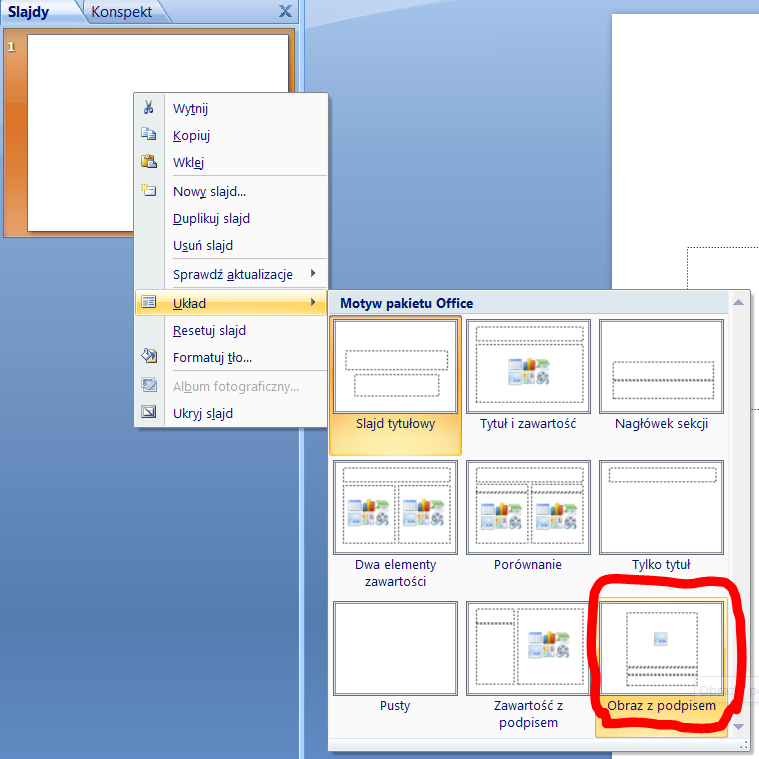 Slajdy
Konspekt
X
1
Wytnij
Kopiuj
Wklej
Nowy slajd...
Duplikuj slajd
Usuń slajd
Sprawdź aktualizacje
Układ
Resetuj slajd
Formatuj tło...
Album fotograficzny...
Ukryj slajd
Motyw pakietu Office
Slajd tytułowy
Tytuł i zawartość
Nagłówek sekcji
Dwa elementy
zawartości
Porównanie
Tylko tytuł
Pusty
Zawartość z
podpisem
Obraz z podpisem